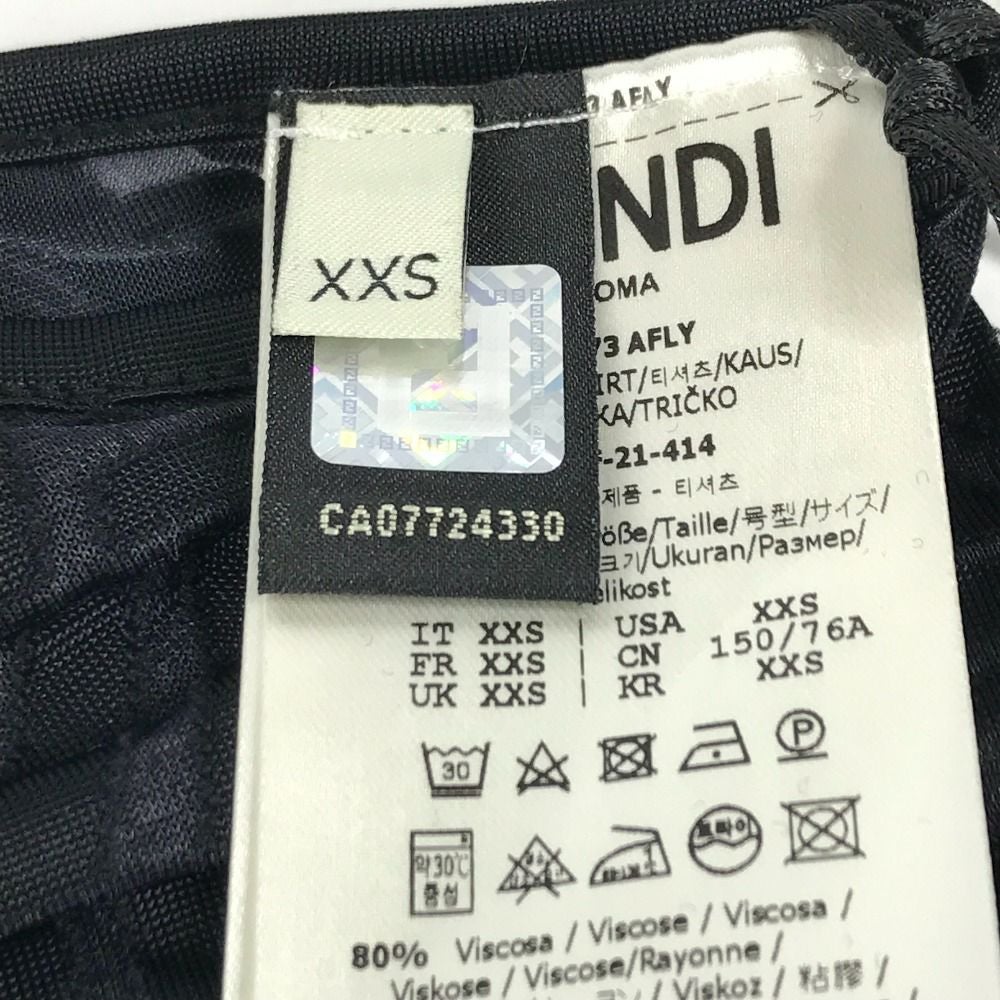 XXS
CA07724330
3 AFLY
NDI
OMA
73 AFLY
IRT/티셔츠/KAUS/
KA/TRIČKO
-21-414
제품 - 티셔츠
öße/Taille/号型/サイズ/
크기/Ukuran/Размер/
elikost
IT XXS | USA XXS
FR XXS | CN 150/76A
UK XXS | KR XXS
30
P
약30℃
중성
드라이
80% Viscosa / Viscose / Viscosa /
Viskose / Viscose/Rayonne /
Viskoz / 粘膠 /